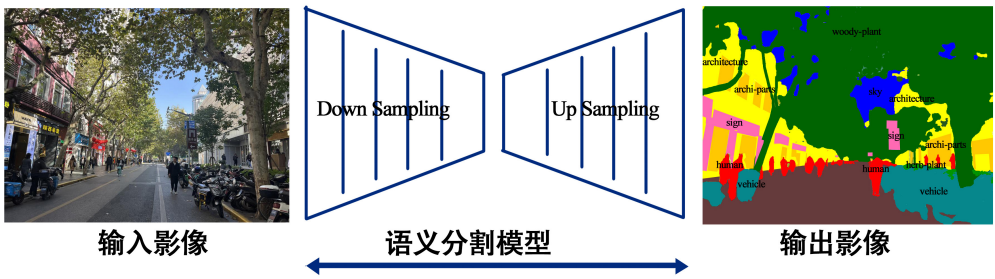 Down Sampling
Up Sampling
woody-plant
architecture
archi-parts
sky
architecture
sign
sign
archi-parts
human
human
herb-plant
vehicle
vehicle
输入影像
语义分割模型
输出影像